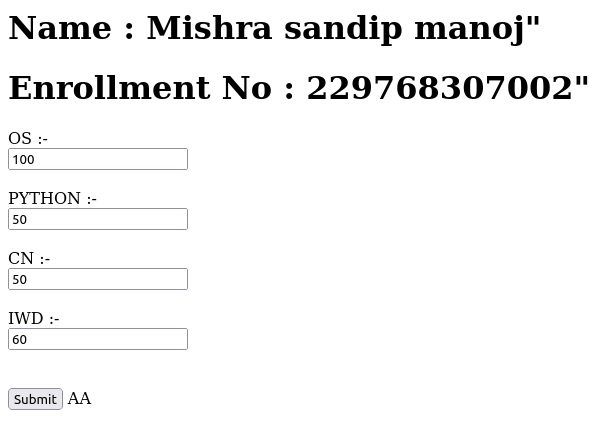 Name : Mishra sandip manoj"
Enrollment No : 229768307002"
OS :-
100
PYTHON :-
50
CN :-
50
IWD :-
60
Submit AA